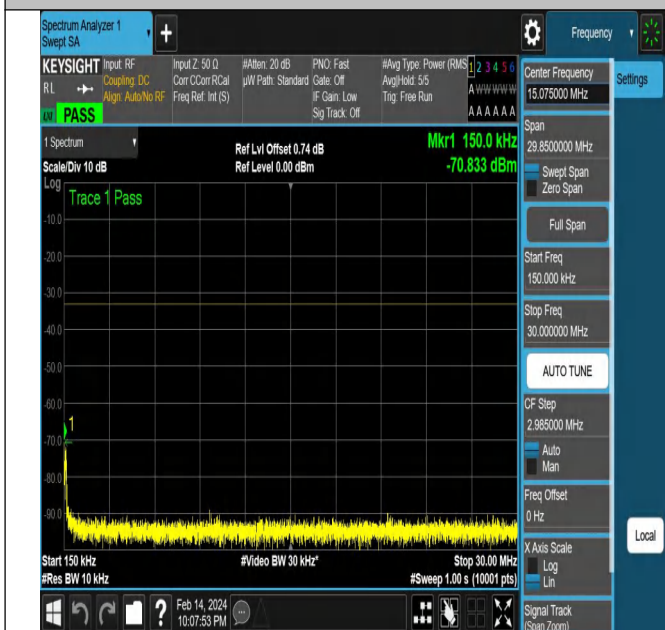 Spectrum Analyzer 1
Swept SA
+
Frequency
KEYSIGHT
RL
PASS
Input: RF
Coupling: DC
Align: Auto/No RF
Input Z: 50 Ω
Corr CCorr RCal
Freq Ref: Int (S)
#Atten: 20 dB
µW Path: Standard
PNO: Fast
Gate: Off
IF Gain: Low
Sig Track: Off
#Avg Type: Power (RMS
Avg|Hold: 5/5
Trig: Free Run
1 2 3 4 5 6
A W W W W W
A A A A A A
1 Spectrum
Scale/Div 10 dB
Ref Lvl Offset 0.74 dB
Ref Level 0.00 dBm
Mkr1 150.0 kHz
-70.833 dBm
Log
Trace 1 Pass
-10.0
-20.0
-30.0
-40.0
-50.0
-60.0
-70.0
-80.0
-90.0
1
Start 150 kHz
#Res BW 10 kHz
#Video BW 30 kHz*
Stop 30.00 MHz
#Sweep 1.00 s (10001 pts)
Center Frequency
15.075000 MHz
Settings
Span
29.8500000 MHz
Swept Span
Zero Span
Full Span
Start Freq
150.000 kHz
Stop Freq
30.000000 MHz
AUTO TUNE
CF Step
2.985000 MHz
Auto
Man
Freq Offset
0 Hz
X Axis Scale
Log
Lin
Signal Track
(Span Zoom)
Local
?
Feb 14, 2024
10:07:53 PM